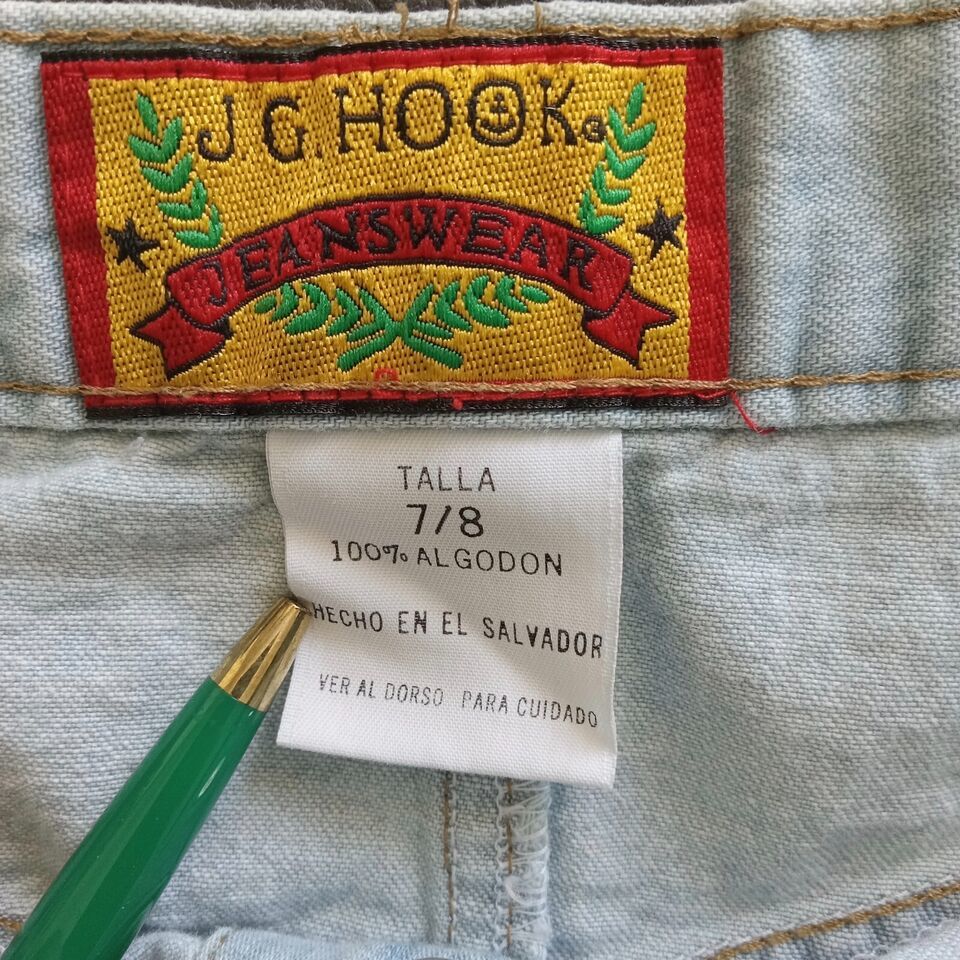 J.G. HOOK®
JEANSWEAR
TALLA
7/8
100% ALGODON
HECHO EN EL SALVADOR
VER AL DORSO PARA CUIDADO